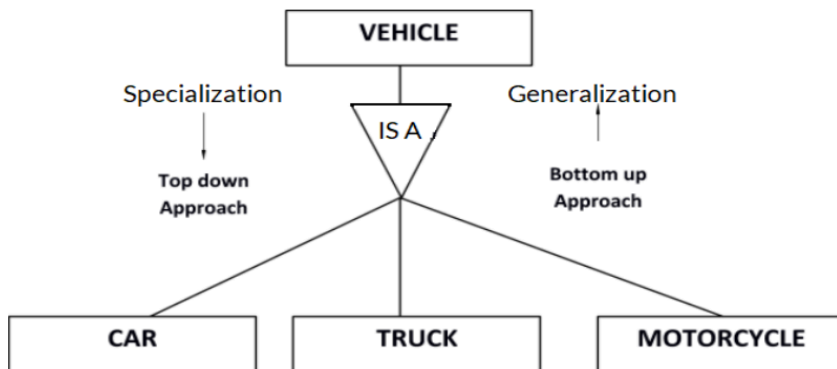 VEHICLE
Specialization
Generalization
IS A
Top down
Approach
Bottom up
Approach
CAR
TRUCK
MOTORCYCLE